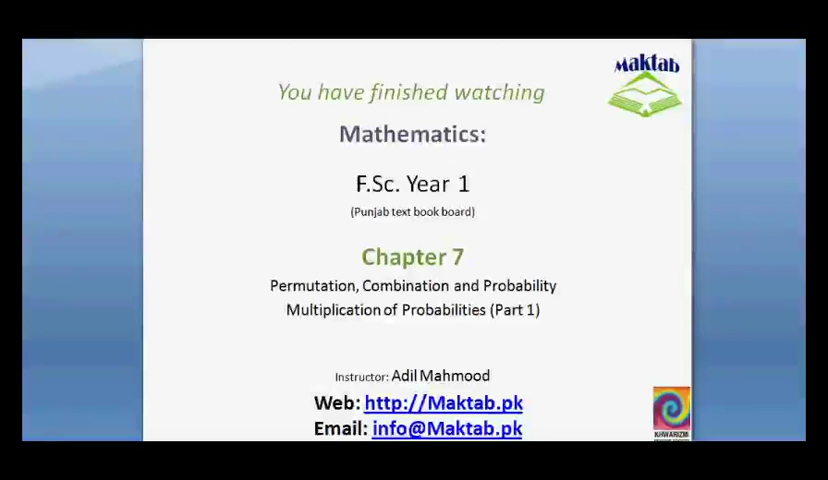 Maktab
You have finished watching
Mathematics:
F.Sc. Year 1
(Punjab text book board)
Chapter 7
Permutation, Combination and Probability
Multiplication of Probabilities (Part 1)
Instructor: Adil Mahmood
Web: http://Maktab.pk
Email: info@Maktab.pk
KHWARIZMI